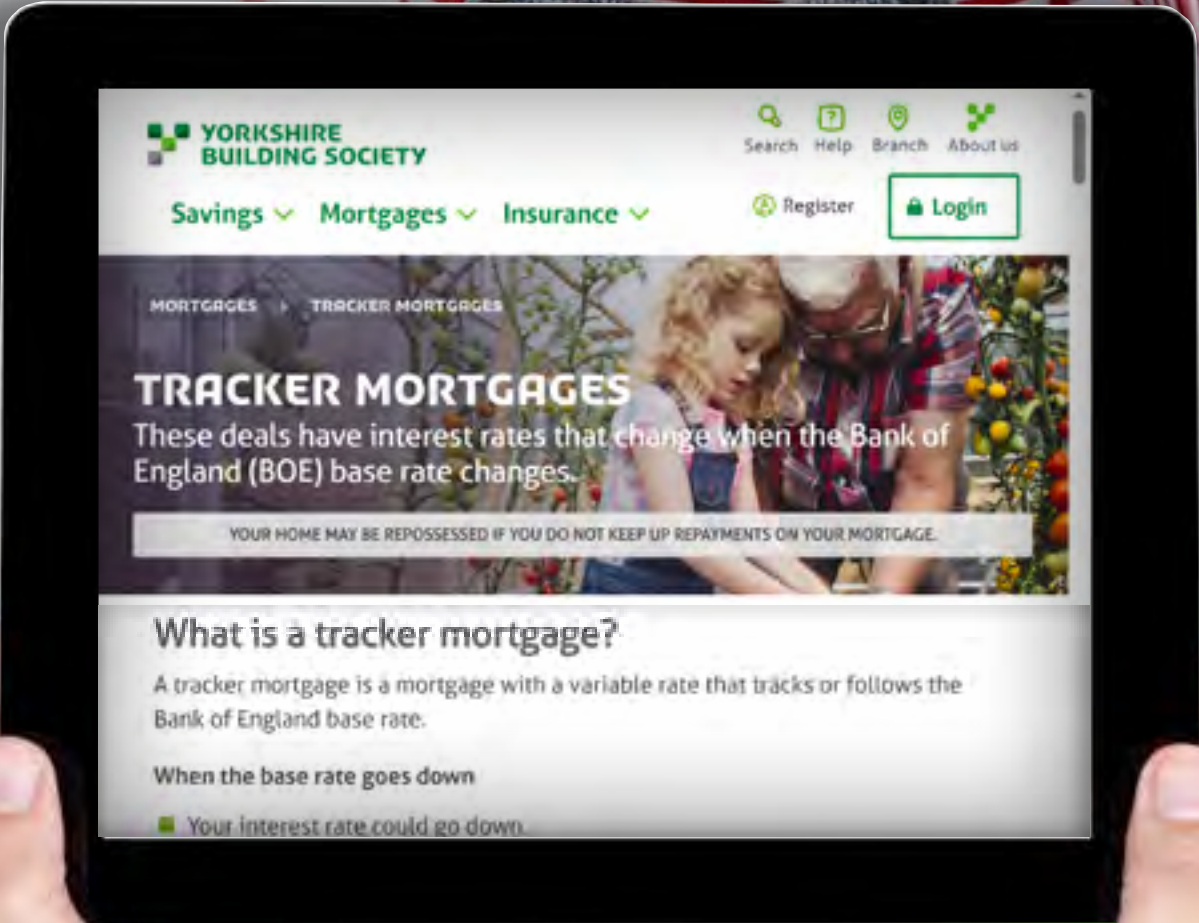 YORKSHIRE
BUILDING SOCIETY
Search Help Branch About us
Savings Mortgages Insurance
Register Login
MORTGAGES TRACKER MORTGAGES
TRACKER MORTGAGES
These deals have interest rates that change when the Bank of
England (BOE) base rate changes.
YOUR HOME MAY BE REPOSSESSED IF YOU DO NOT KEEP UP REPAYMENTS ON YOUR MORTGAGE.
What is a tracker mortgage?
A tracker mortgage is a mortgage with a variable rate that tracks or follows the
Bank of England base rate.
When the base rate goes down
Your interest rate could go down